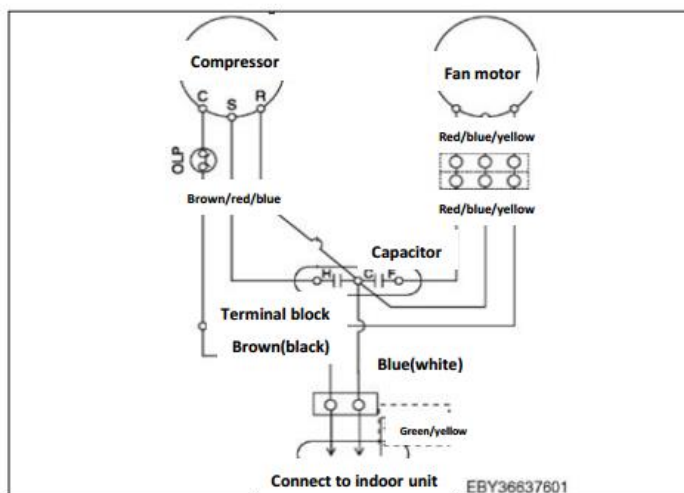 Compressor
Fan motor
C
S
R
OLP
Red/blue/yellow
Brown/red/blue
Red/blue/yellow
Capacitor
H
C
F
Terminal block
Brown(black)
Blue(white)
Green/yellow
Connect to indoor unit
EBY36637601